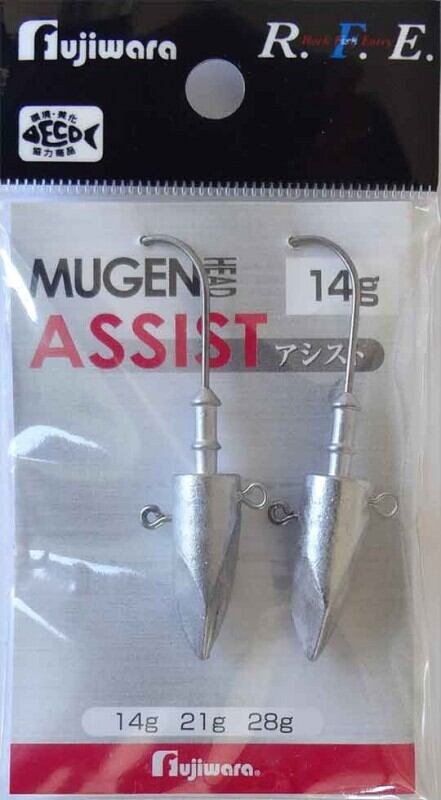 Fujiwara
R. F. E.
Rock Fish Entry
環境・美化
ECO
協力商品
MUGEN HEAD
14g
ASSIST アシスト
14g 21g 28g
Fujiwara®